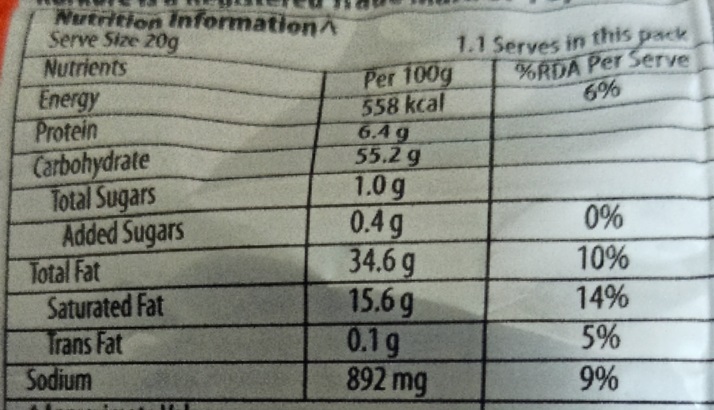 Registered Trade
Nutrition Information^
Serve Size 20g 1.1 Serves in this pack
Nutrients Per 100g %RDA Per Serve
Energy 558 kcal 6%
Protein 6.4 g
Carbohydrate 55.2 g
Total Sugars 1.0 g
Added Sugars 0.4 g 0%
Total Fat 34.6 g 10%
Saturated Fat 15.6 g 14%
Trans Fat 0.1 g 5%
Sodium 892 mg 9%